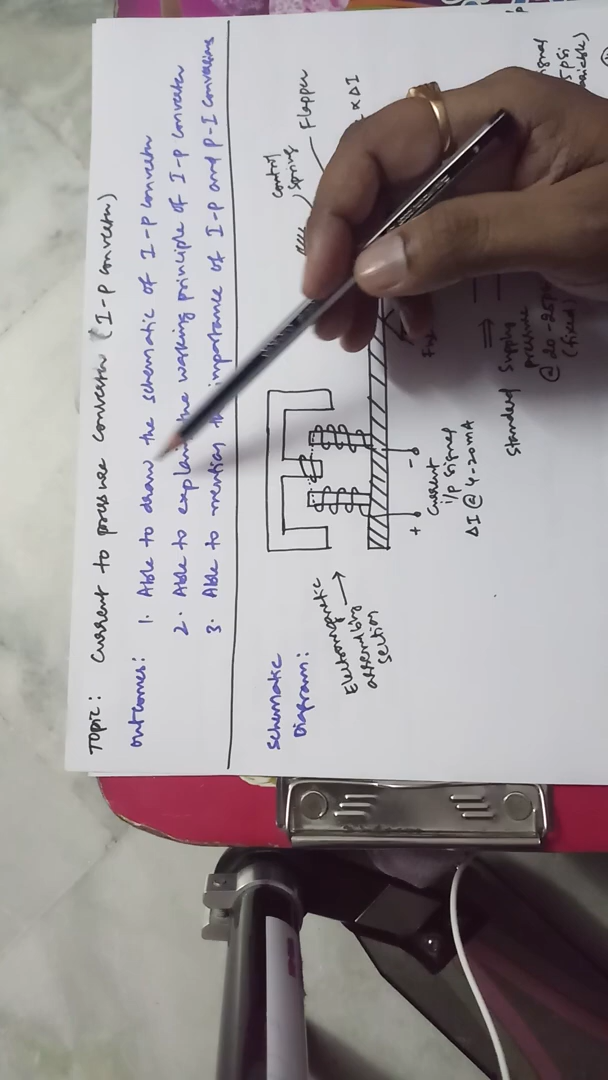 Topic: Current to pressure converter (I-P converter)
Outcomes: 1. Able to draw the schematic of I-P converter
2. Able to explain the working principle of I-P converter
3. Able to mention the importance of I-P and P-I conversions
Schematic
Diagram:
Electromagnetic
assembling
section
Control
Spring
Flapper
x ΔI
+
-
Current
i/p signal
ΔI @ 4-20mA
Standard Supply
pressure
@ 20-25
(fixed)